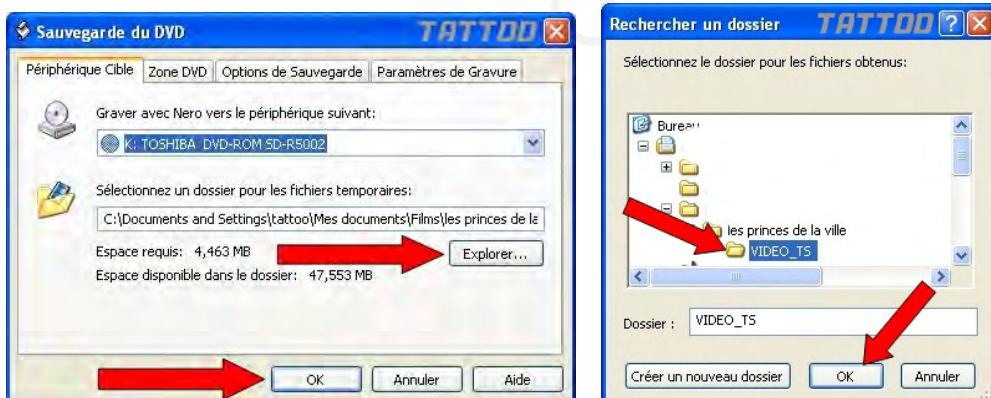 Sauvegarde du DVD TATTOO
Périphérique Cible Zone DVD Options de Sauvegarde Paramètres de Gravure
Graver avec Nero vers le périphérique suivant:
K: TOSHIBA DVD-ROM SD-R5002
Sélectionnez un dossier pour les fichiers temporaires:
C:\Documents and Settings\tattoo\Mes documents\Films\les princes de la
Espace requis: 4,463 MB
Explorer...
Espace disponible dans le dossier: 47,553 MB
OK Annuler Aide
Rechercher un dossier TATTOO
Sélectionnez le dossier pour les fichiers obtenus:
Bureau
les princes de la ville
VIDEO_TS
Dossier : VIDEO_TS
Créer un nouveau dossier OK Annuler